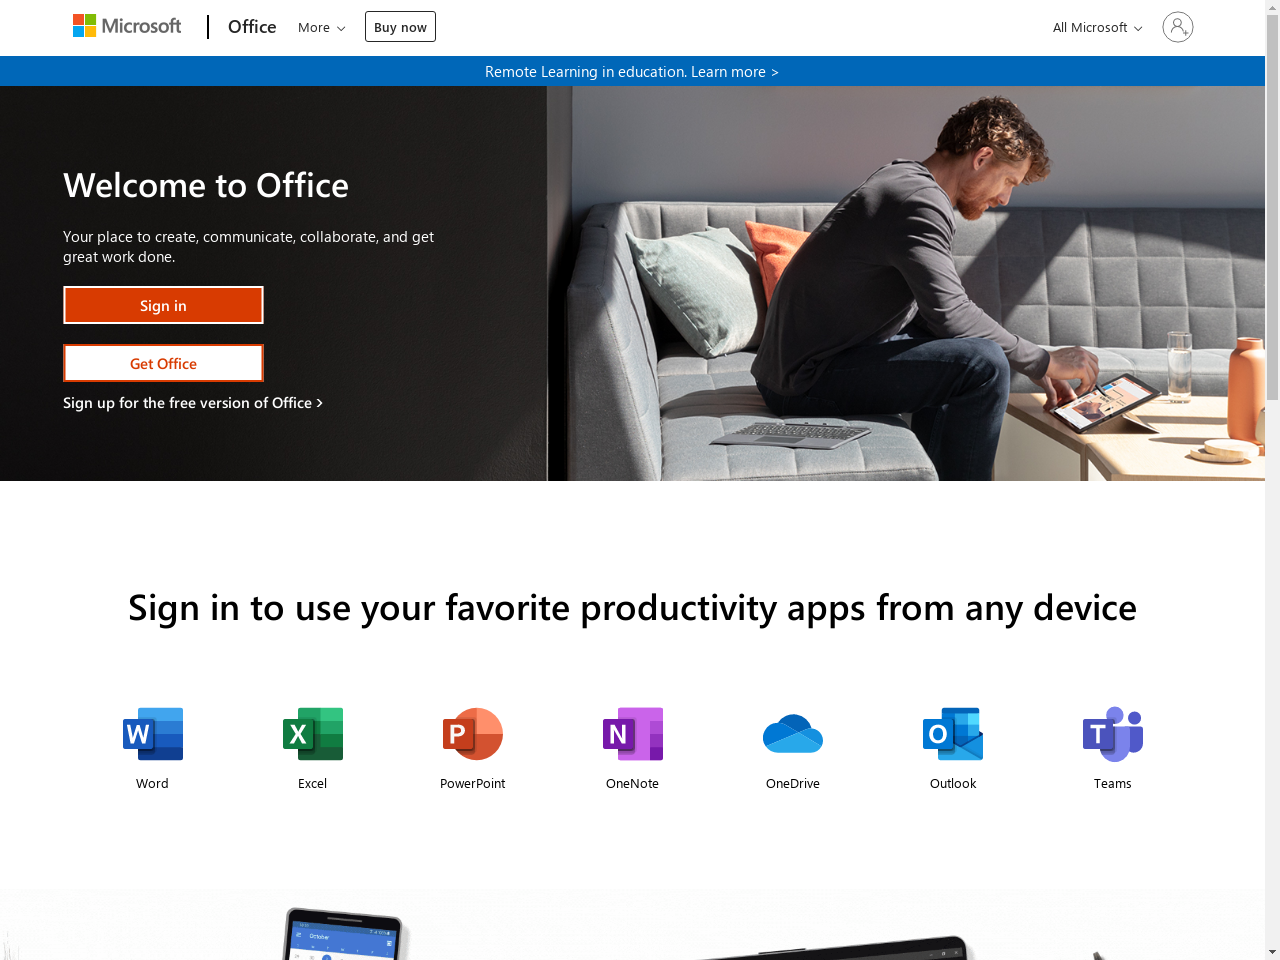 Microsoft
Office
More
Buy now
All Microsoft
Remote Learning in education. Learn more >
Welcome to Office
Your place to create, communicate, collaborate, and get
great work done.
Sign in
Get Office
Sign up for the free version of Office >
Sign in to use your favorite productivity apps from any device
W
X
P
N
O
T
Word
Excel
PowerPoint
OneNote
OneDrive
Outlook
Teams
October